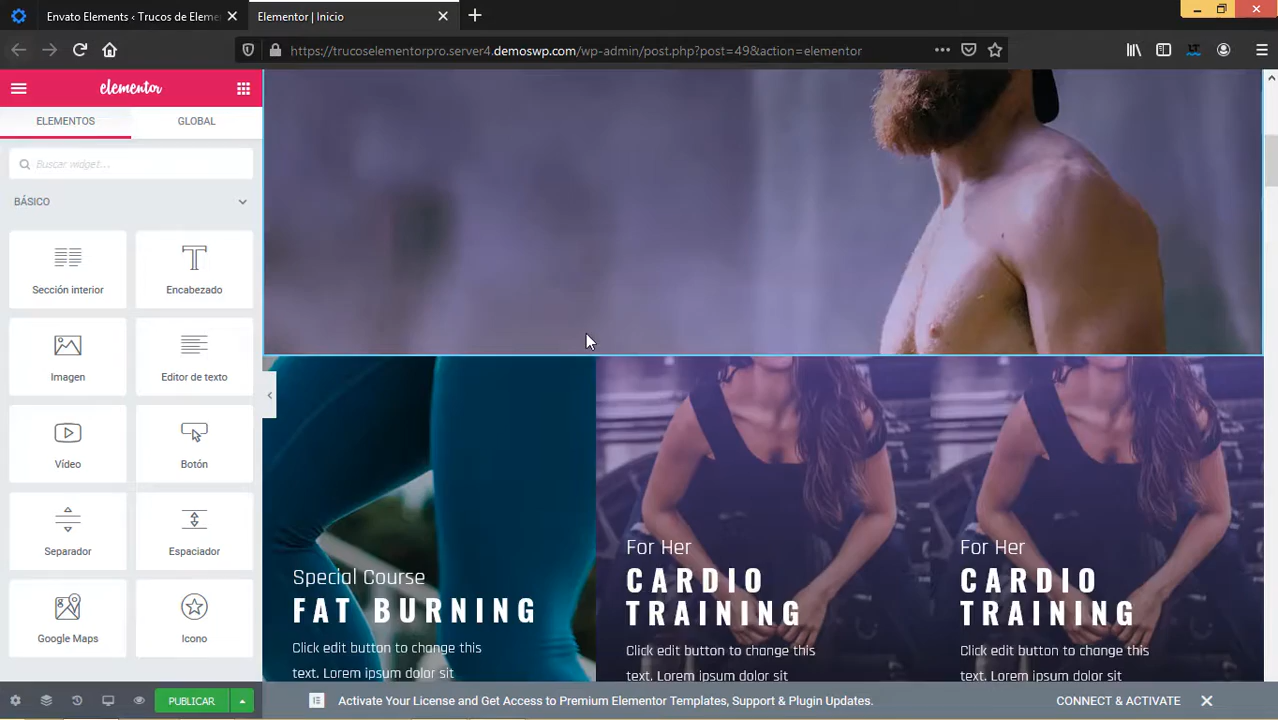 Envato Elements ‹ Trucos de Eleme
Elementor | Inicio
https://trucoselementorpro.server4.demoswp.com/wp-admin/post.php?post=49&action=elementor
elementor
ELEMENTOS
GLOBAL
Buscar widget...
BÁSICO
Sección interior
Encabezado
Imagen
Editor de texto
Vídeo
Botón
Separador
Espaciador
Google Maps
Icono
PUBLICAR
Special Course
FAT BURNING
Click edit button to change this
text. Lorem ipsum dolor sit
For Her
CARDIO
TRAINING
Click edit button to change this
text. Lorem ipsum dolor sit
For Her
CARDIO
TRAINING
Click edit button to change this
text. Lorem ipsum dolor sit
Activate Your License and Get Access to Premium Elementor Templates, Support & Plugin Updates.
CONNECT & ACTIVATE